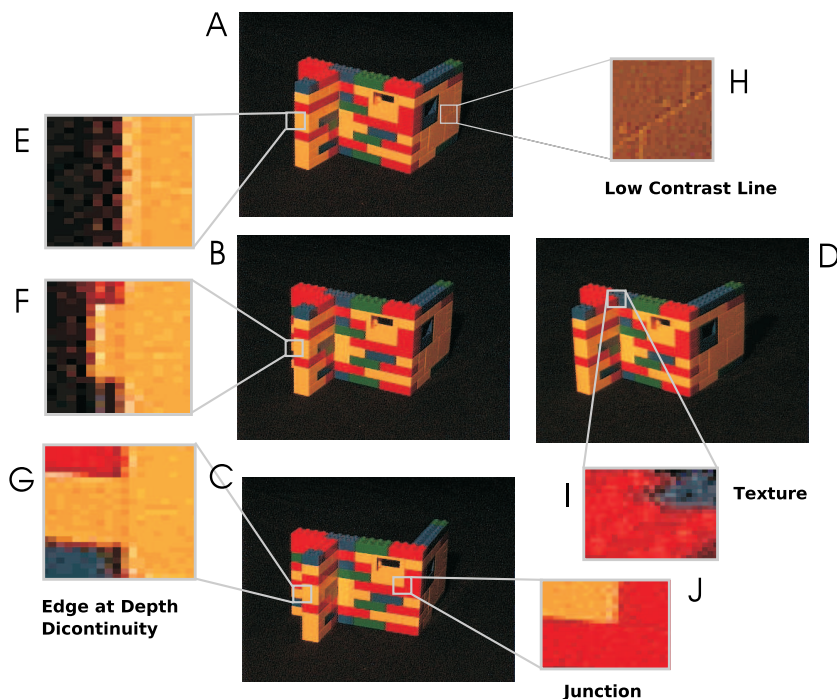 A
H
E
Low Contrast Line
B
D
F
G
C
I
Texture
Edge at Depth
Dicontinuity
J
Junction